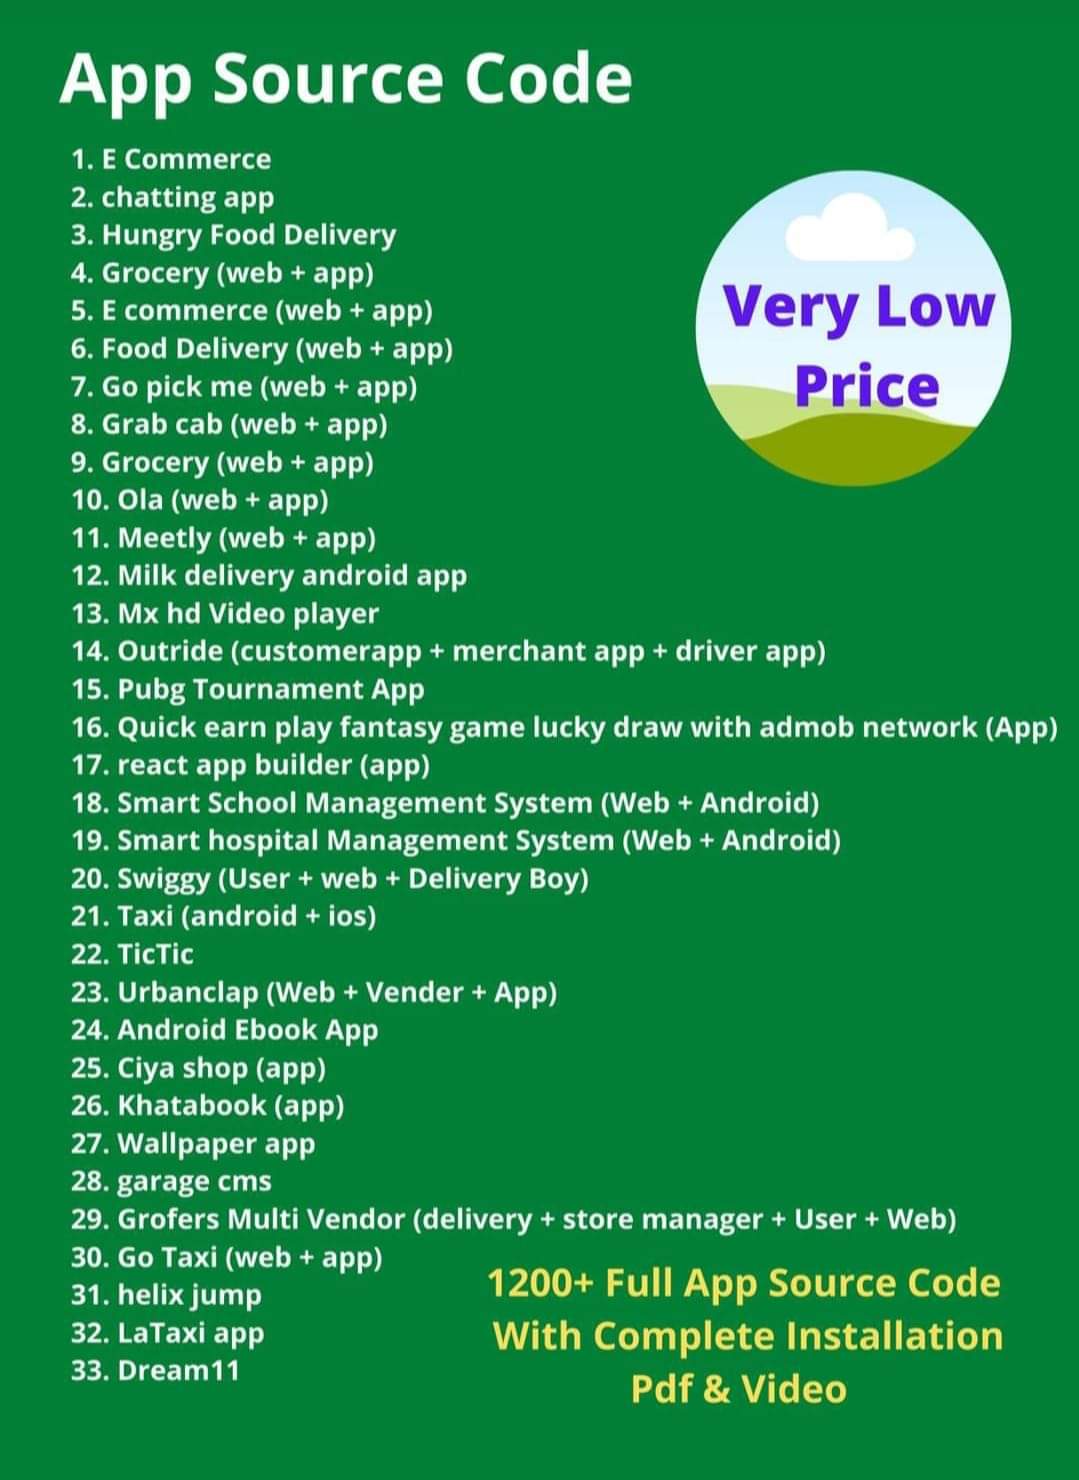 App Source Code
1. E Commerce
2. chatting app
3. Hungry Food Delivery
4. Grocery (web + app)
5. E commerce (web + app)
6. Food Delivery (web + app)
7. Go pick me (web + app)
8. Grab cab (web + app)
9. Grocery (web + app)
10. Ola (web + app)
11. Meetly (web + app)
12. Milk delivery android app
13. Mx hd Video player
14. Outride (customerapp + merchant app + driver app)
15. Pubg Tournament App
16. Quick earn play fantasy game lucky draw with admob network (App)
17. react app builder (app)
18. Smart School Management System (Web + Android)
19. Smart hospital Management System (Web + Android)
20. Swiggy (User + web + Delivery Boy)
21. Taxi (android + ios)
22. TicTic
23. Urbanclap (Web + Vender + App)
24. Android Ebook App
25. Ciya shop (app)
26. Khatabook (app)
27. Wallpaper app
28. garage cms
29. Grofers Multi Vendor (delivery + store manager + User + Web)
30. Go Taxi (web + app)
31. helix jump
32. LaTaxi app
33. Dream11
Very Low
Price
1200+ Full App Source Code
With Complete Installation
Pdf & Video